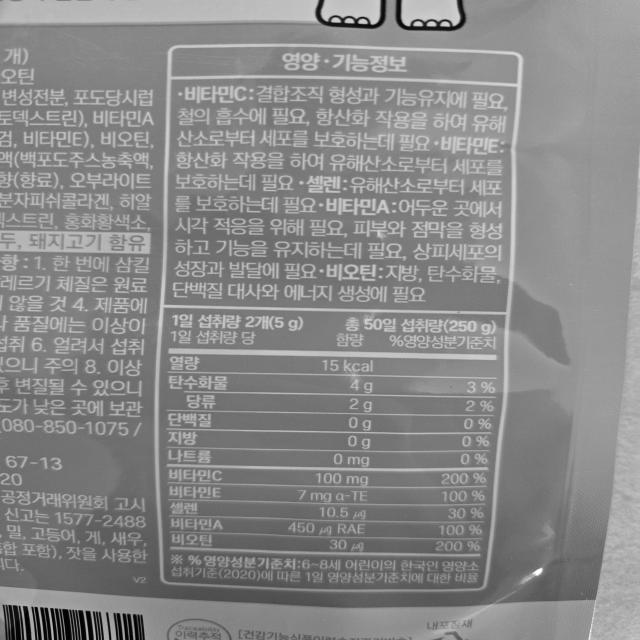 개)
오틴
변성전분, 포도당시럽
토덱스트린), 비타민A
검, 비타민E), 비오틴,
액(백포도주스농축액,
향(향료), 오부라이트
분자피쉬콜라겐, 히알
스트린, 홍화황색소
두, 돼지고기 함유
항 : 1. 한 번에 삼킬
레르기 체질은 원료
않을 것 4. 제품에
품질에는 이상이
섭취 6. 얼려서 섭취
있으니 주의 8. 이상
후 변질될 수 있으니
도가 낮은 곳에 보관
080-850-1075 /
67-13
20
공정거래위원회 고시
신고는 1577-2488
밀, 고등어, 게, 새우,
합 포함), 잣을 사용한
니다.
V2
영양 · 기능정보
·비타민C : 결합조직 형성과 기능유지에 필요,
철의 흡수에 필요, 항산화 작용을 하여 유해
산소로부터 세포를 보호하는데 필요 ·비타민E:
항산화 작용을 하여 유해산소로부터 세포를
보호하는데 필요 ·셀렌: 유해산소로부터 세포
를 보호하는데 필요 ·비타민A : 어두운 곳에서
시각 적응을 위해 필요, 피부와 점막을 형성
하고 기능을 유지하는데 필요, 상피세포의
성장과 발달에 필요 ·비오틴: 지방, 탄수화물,
단백질 대사와 에너지 생성에 필요
1일 섭취량 2개(5 g) 총 50일 섭취량(250 g)
1일 섭취량 당 함량 %영양성분기준치
열량 15 kcal
탄수화물 4 g 3 %
당류 2 g 2 %
단백질 0 g 0 %
지방 0 g 0 %
나트륨 0 mg 0 %
비타민C 100 mg 200 %
비타민E 7 mg α-TE 100 %
셀렌 10.5 ㎍ 30 %
비타민A 450 ㎍ RAE 100 %
비오틴 30 ㎍ 200 %
※ % 영양성분기준치 : 6~8세 어린이의 한국인 영양소
섭취기준(2020)에 따른 1일 영양성분기준치에 대한 비율
이력추적
내포장재